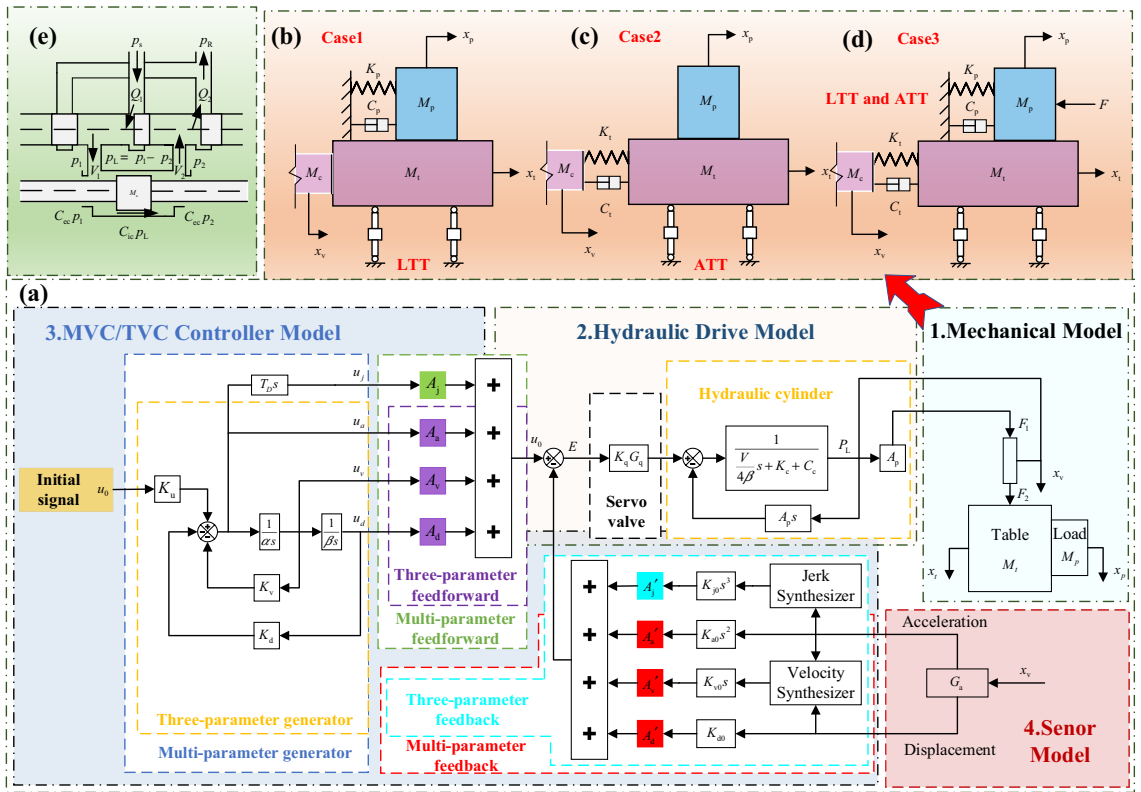 (e)
p_s
p_R
Q_1
Q_2
p_1
p_L = p_1 − p_2
p_2
V_1
V_2
C_ec p_1
C_ec p_2
C_ic p_L
(b)
Case1
x_p
K_p
C_p
M_p
M_c
M_t
x_t
x_v
LTT
(c)
Case2
x_p
M_p
K_t
M_c
C_t
M_t
x_t
x_v
ATT
(d)
Case3
x_p
K_p
LTT and ATT
C_p
M_p
F
K_t
M_c
C_t
M_t
x_t
x_v
(a)
3.MVC/TVC Controller Model
T_D s
u_j
u_a
u_v
u_d
Initial
signal
u_0
K_u
1
αs
1
βs
K_v
K_d
Three-parameter generator
Multi-parameter generator
A_j
A_a
A_v
A_d
+
+
+
+
Three-parameter
feedforward
Multi-parameter
feedforward
2.Hydraulic Drive Model
u_0
E
K_q G_q
Servo
valve
Hydraulic cylinder
1
V
4β
s + K_c + C_c
P_L
A_p
A_p s
1.Mechanical Model
F_1
x_v
F_2
Table
M_t
Load
M_p
x_t
x_p
+
+
+
+
A_j'
K_j0 s^3
Jerk
Synthesizer
K_a0 s^2
A_v'
K_v0 s
Velocity
Synthesizer
A_d'
K_d0
Three-parameter
feedback
Multi-parameter
feedback
Acceleration
G_a
x_v
Displacement
4.Senor
Model